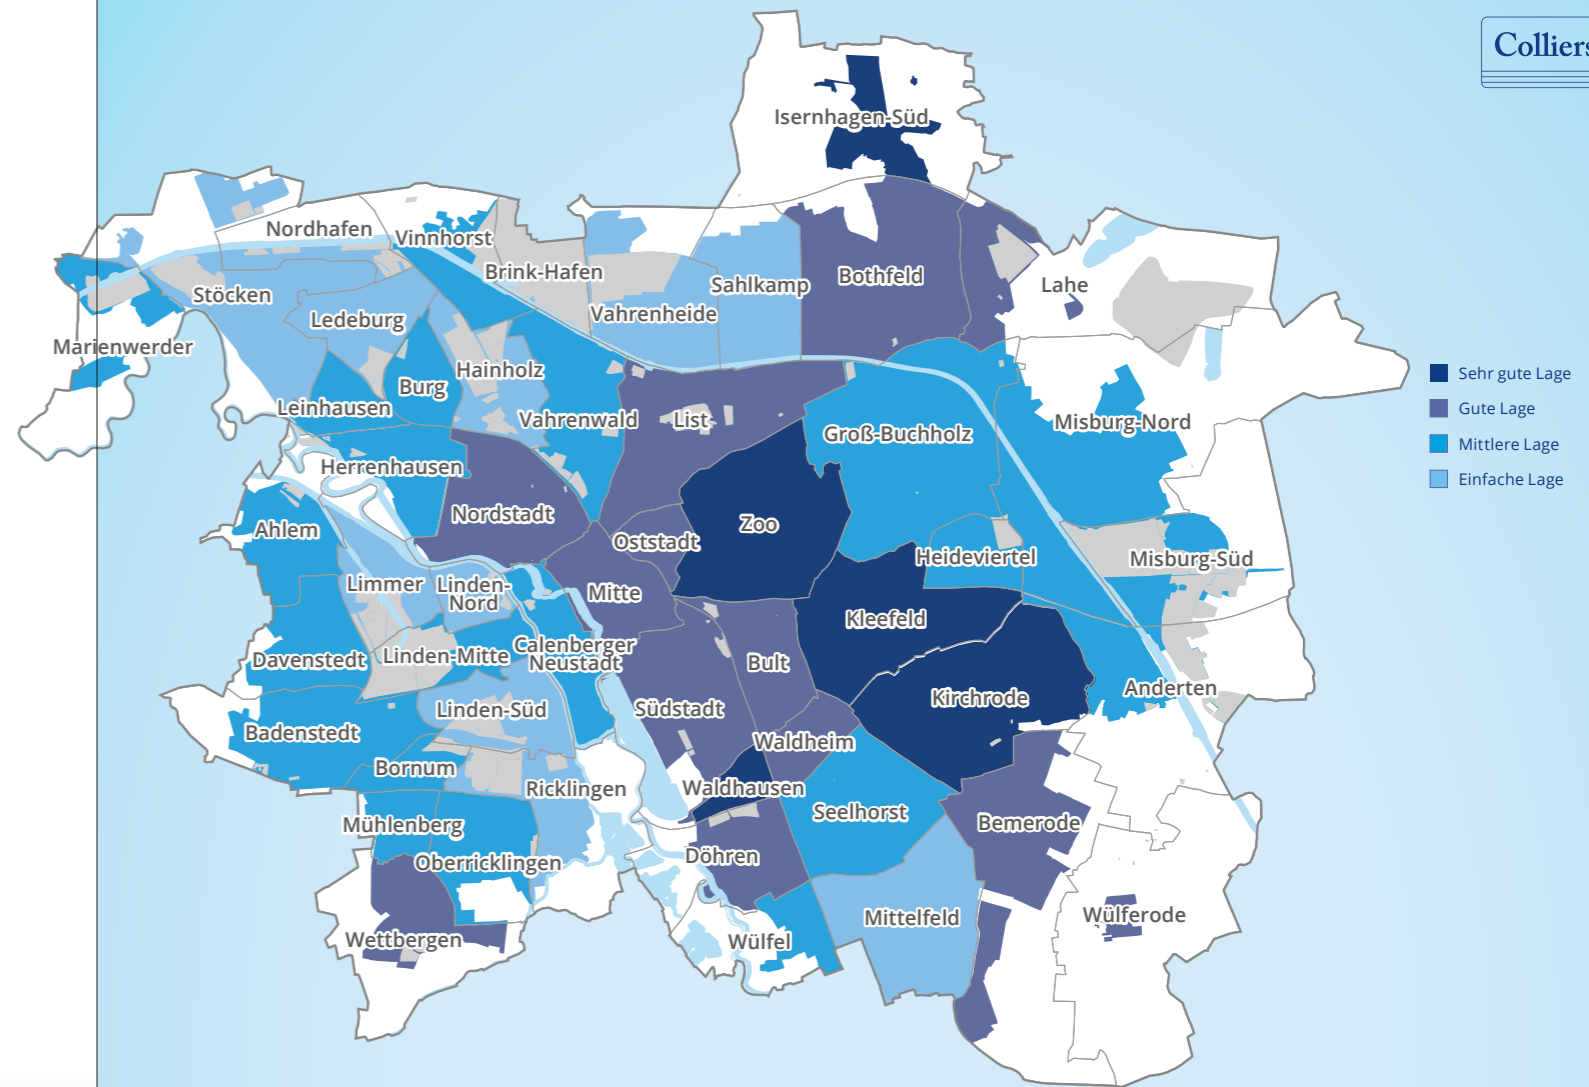 Colliers
Isernhagen-Süd
Nordhafen
Vinnhorst
Brink-Hafen
Stöcken
Sahlkamp
Bothfeld
Lahe
Ledeburg
Vahrenheide
Marienwerder
Hainholz
Burg
Sehr gute Lage
Leinhausen
Vahrenwald
List
Gute Lage
Groß-Buchholz
Misburg-Nord
Mittlere Lage
Herrenhausen
Einfache Lage
Nordstadt
Zoo
Ahlem
Oststadt
Heideviertel
Misburg-Süd
Limmer
Linden-
Nord
Mitte
Kleefeld
Davenstedt
Linden-Mitte
Calenberger
Neustadt
Bult
Anderten
Linden-Süd
Südstadt
Kirchrode
Badenstedt
Waldheim
Bornum
Ricklingen
Waldhausen
Seelhorst
Mühlenberg
Bemerode
Oberricklingen
Döhren
Wettbergen
Wülfel
Mittelfeld
Wülferode